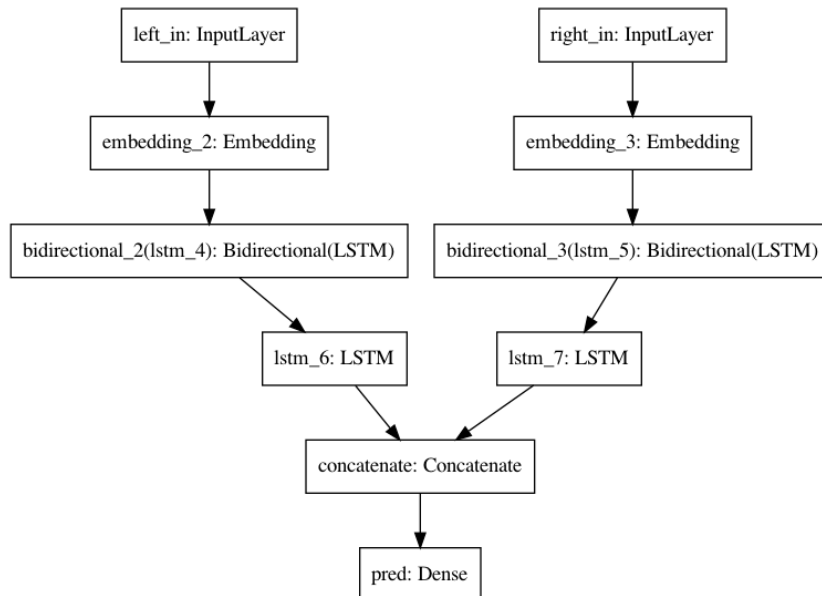 left_in: InputLayer
right_in: InputLayer
embedding_2: Embedding
embedding_3: Embedding
bidirectional_2(lstm_4): Bidirectional(LSTM)
bidirectional_3(lstm_5): Bidirectional(LSTM)
lstm_6: LSTM
lstm_7: LSTM
concatenate: Concatenate
pred: Dense